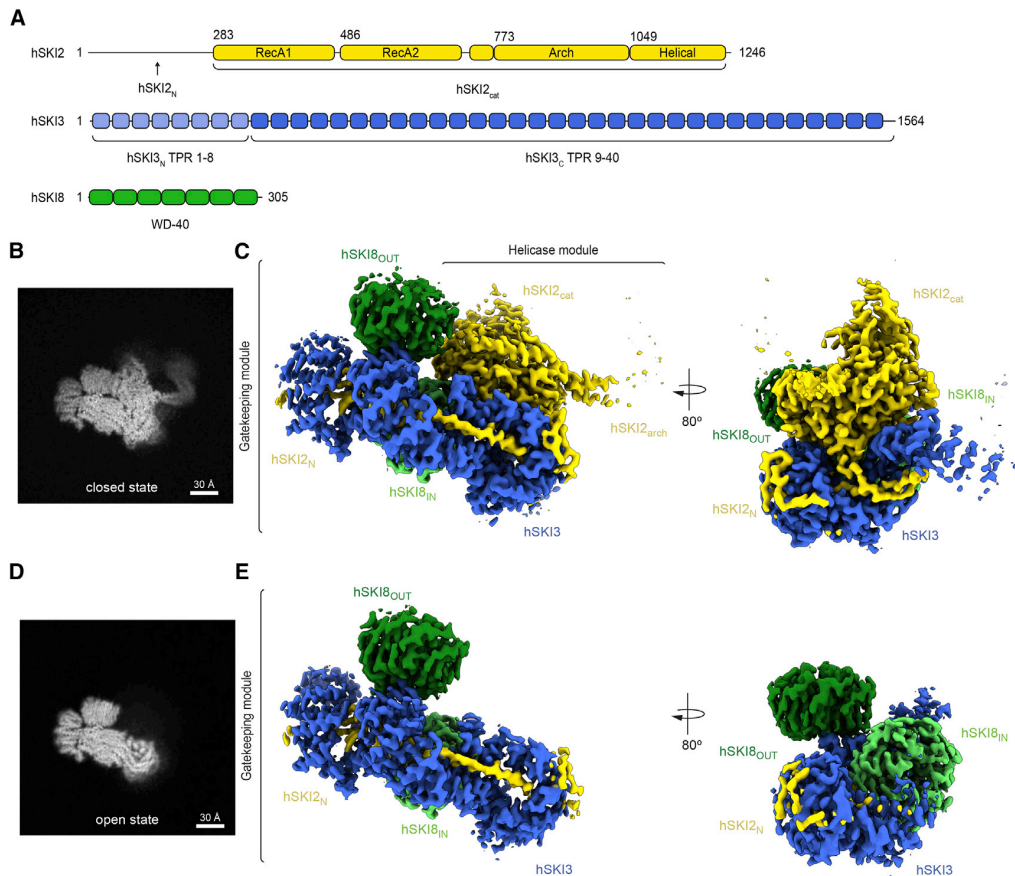 A
283 486 773 1049
hSKI2 1 RecA1 RecA2 Arch Helical 1246
hSKI2N hSKI2cat
hSKI3 1 1564
hSKI3N TPR 1-8 hSKI3C TPR 9-40
hSKI8 1 305
WD-40
B
closed state
30 Å
C
Helicase module
Gatekeeping module
hSKI8OUT
hSKI2cat
hSKI2arch
hSKI2N
hSKI8IN
hSKI3
80º
hSKI2cat
hSKI8IN
hSKI8OUT
hSKI2N
hSKI3
D
open state
30 Å
E
Gatekeeping module
hSKI8OUT
hSKI2N
hSKI8IN
hSKI3
80º
hSKI8OUT
hSKI8IN
hSKI2N
hSKI3